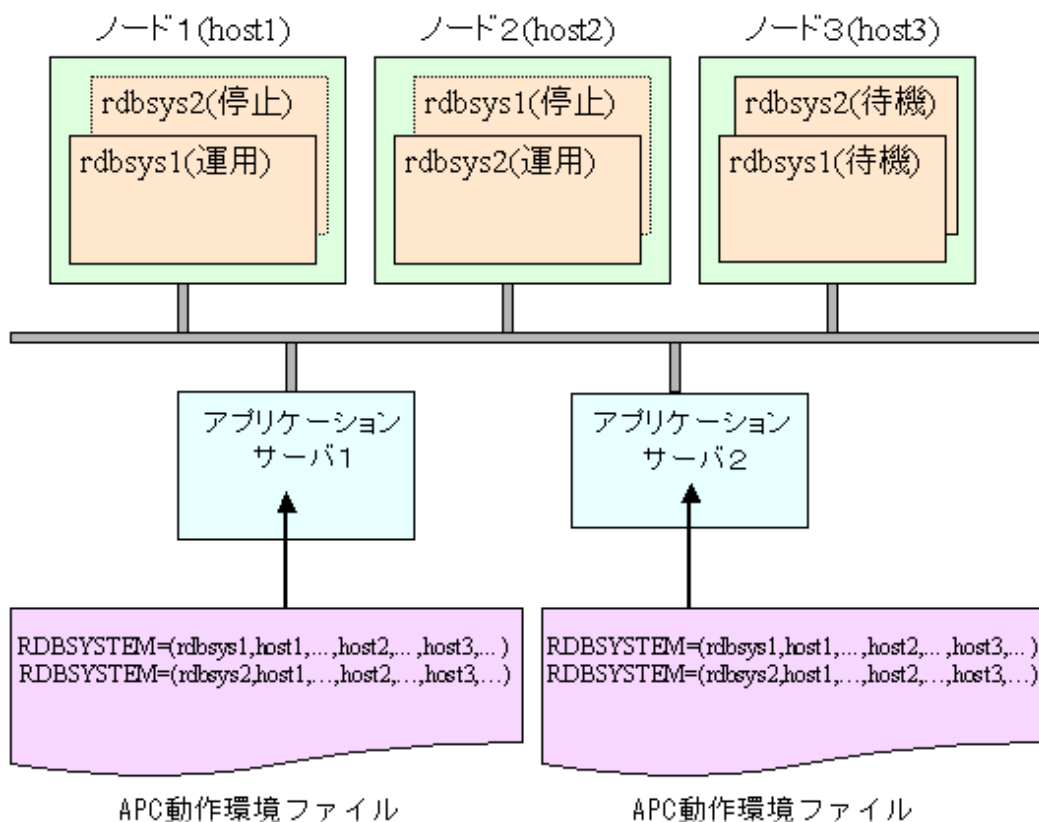 ノード１(host1)
ノード２(host2)
ノード３(host3)
rdbsys2(停止)
rdbsys1(運用)
rdbsys1(停止)
rdbsys2(運用)
rdbsys2(待機)
rdbsys1(待機)
アプリケーション
サーバ１
アプリケーション
サーバ２
RDBSYSTEM=(rdbsys1,host1,...,host2,...,host3,...)
RDBSYSTEM=(rdbsys2,host1,...,host2,...,host3,...)
RDBSYSTEM=(rdbsys1,host1,...,host2,...,host3,...)
RDBSYSTEM=(rdbsys2,host1,...,host2,...,host3,...)
APC動作環境ファイル
APC動作環境ファイル